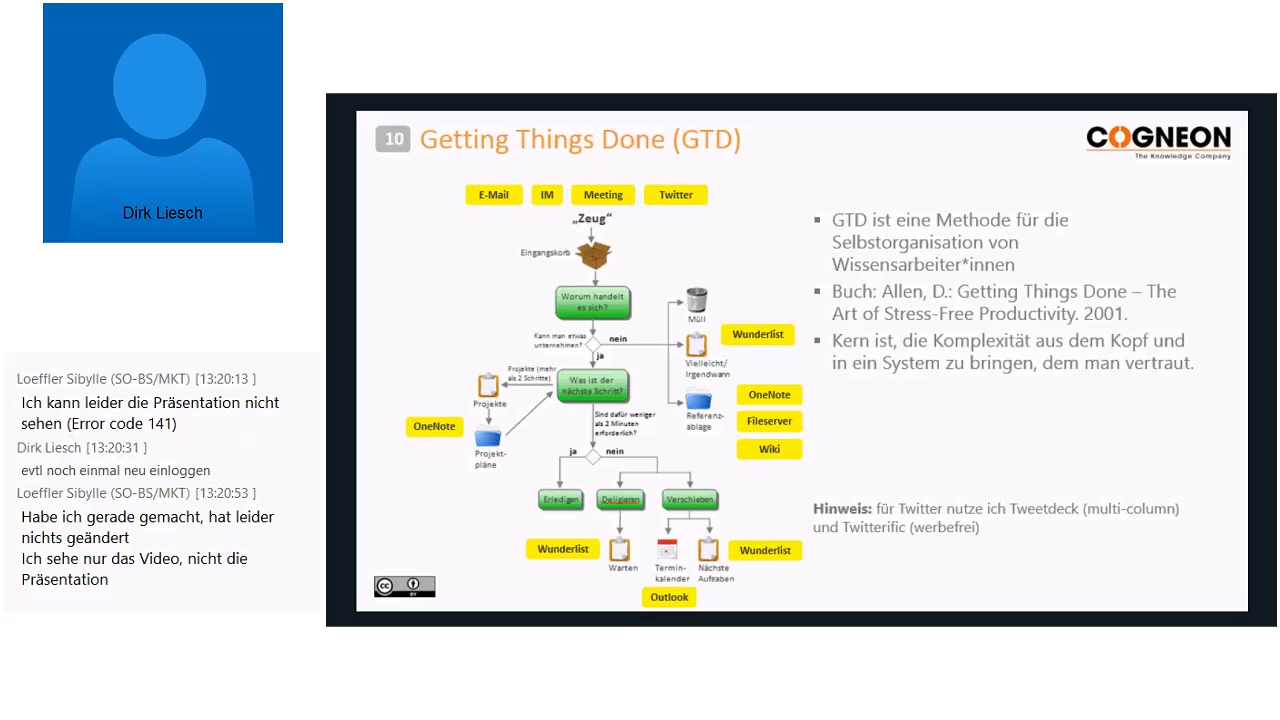 Dirk Liesch
Loeffler Sibylle (SO-BS/MKT) [13:20:13 ]
Ich kann leider die Präsentation nicht
sehen (Error code 141)
Dirk Liesch [13:20:31 ]
evtl noch einmal neu einloggen
Loeffler Sibylle (SO-BS/MKT) [13:20:53 ]
Habe ich gerade gemacht, hat leider
nichts geändert
Ich sehe nur das Video, nicht die
Präsentation
10 Getting Things Done (GTD)
COGNEON
The Knowledge Company
E-Mail IM Meeting Twitter
„Zeug“
Eingangskorb
Worum handelt
es sich?
Kann man etwas
unternehmen?
nein
ja
Müll
Wunderlist
Vielleicht/
Irgendwann
Projekte (mehr
als 2 Schritte)
Was ist der
nächste Schritt?
Projekte
OneNote
Fileserver
Wiki
Referenz-
ablage
Sind dafür weniger
als 2 Minuten
erforderlich?
OneNote
Projekt-
pläne
ja nein
Erledigen Deligieren Verschieben
Wunderlist
Warten
Termin-
kalender
Nächste
Aufgaben
Wunderlist
Outlook
▪ GTD ist eine Methode für die
Selbstorganisation von
Wissensarbeiter*innen
▪ Buch: Allen, D.: Getting Things Done – The
Art of Stress-Free Productivity. 2001.
▪ Kern ist, die Komplexität aus dem Kopf und
in ein System zu bringen, dem man vertraut.
Hinweis: für Twitter nutze ich Tweetdeck (multi-column)
und Twitterific (werbefrei)
cc
BY